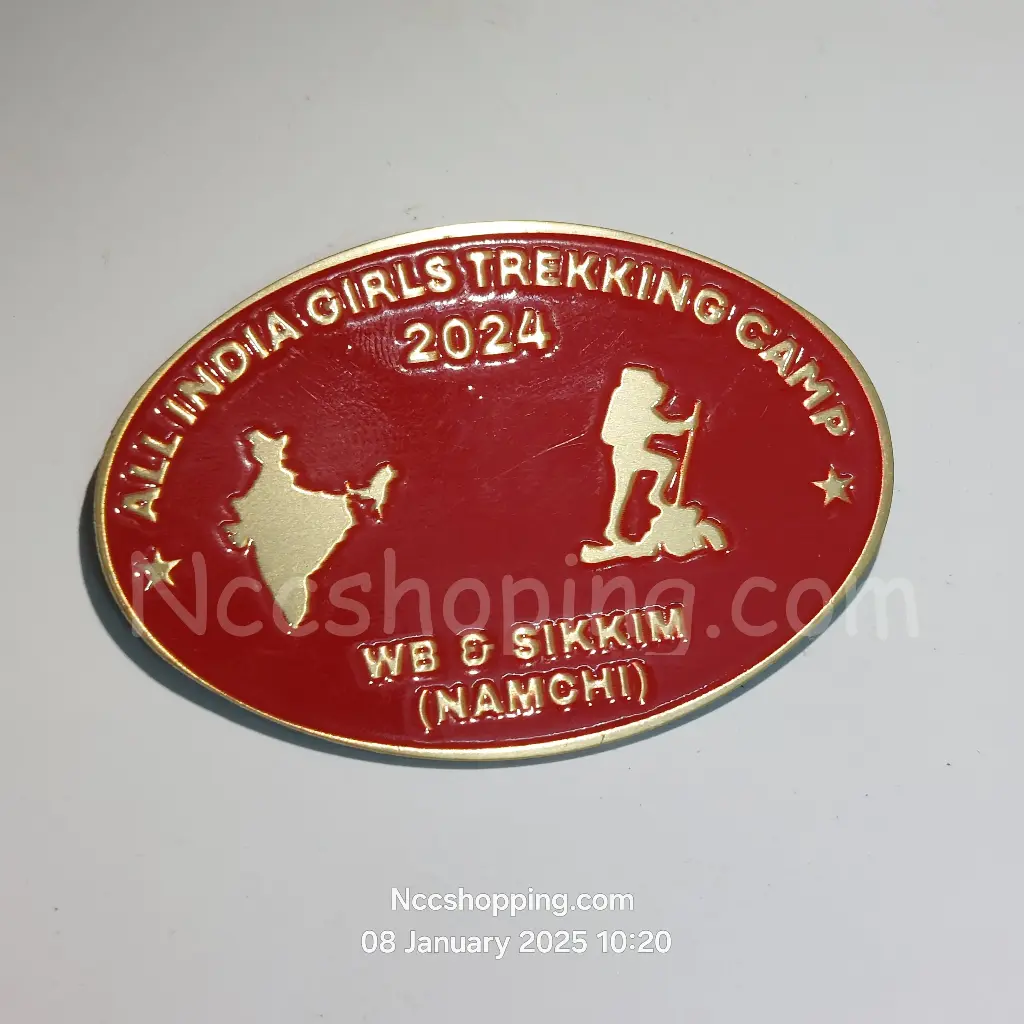 ALL INDIA GIRLS TREKKING CAMP
2024
WB & SIKKIM
(NAMCHI)
Nccshoping.com
Nccshopping.com
08 January 2025 10:20